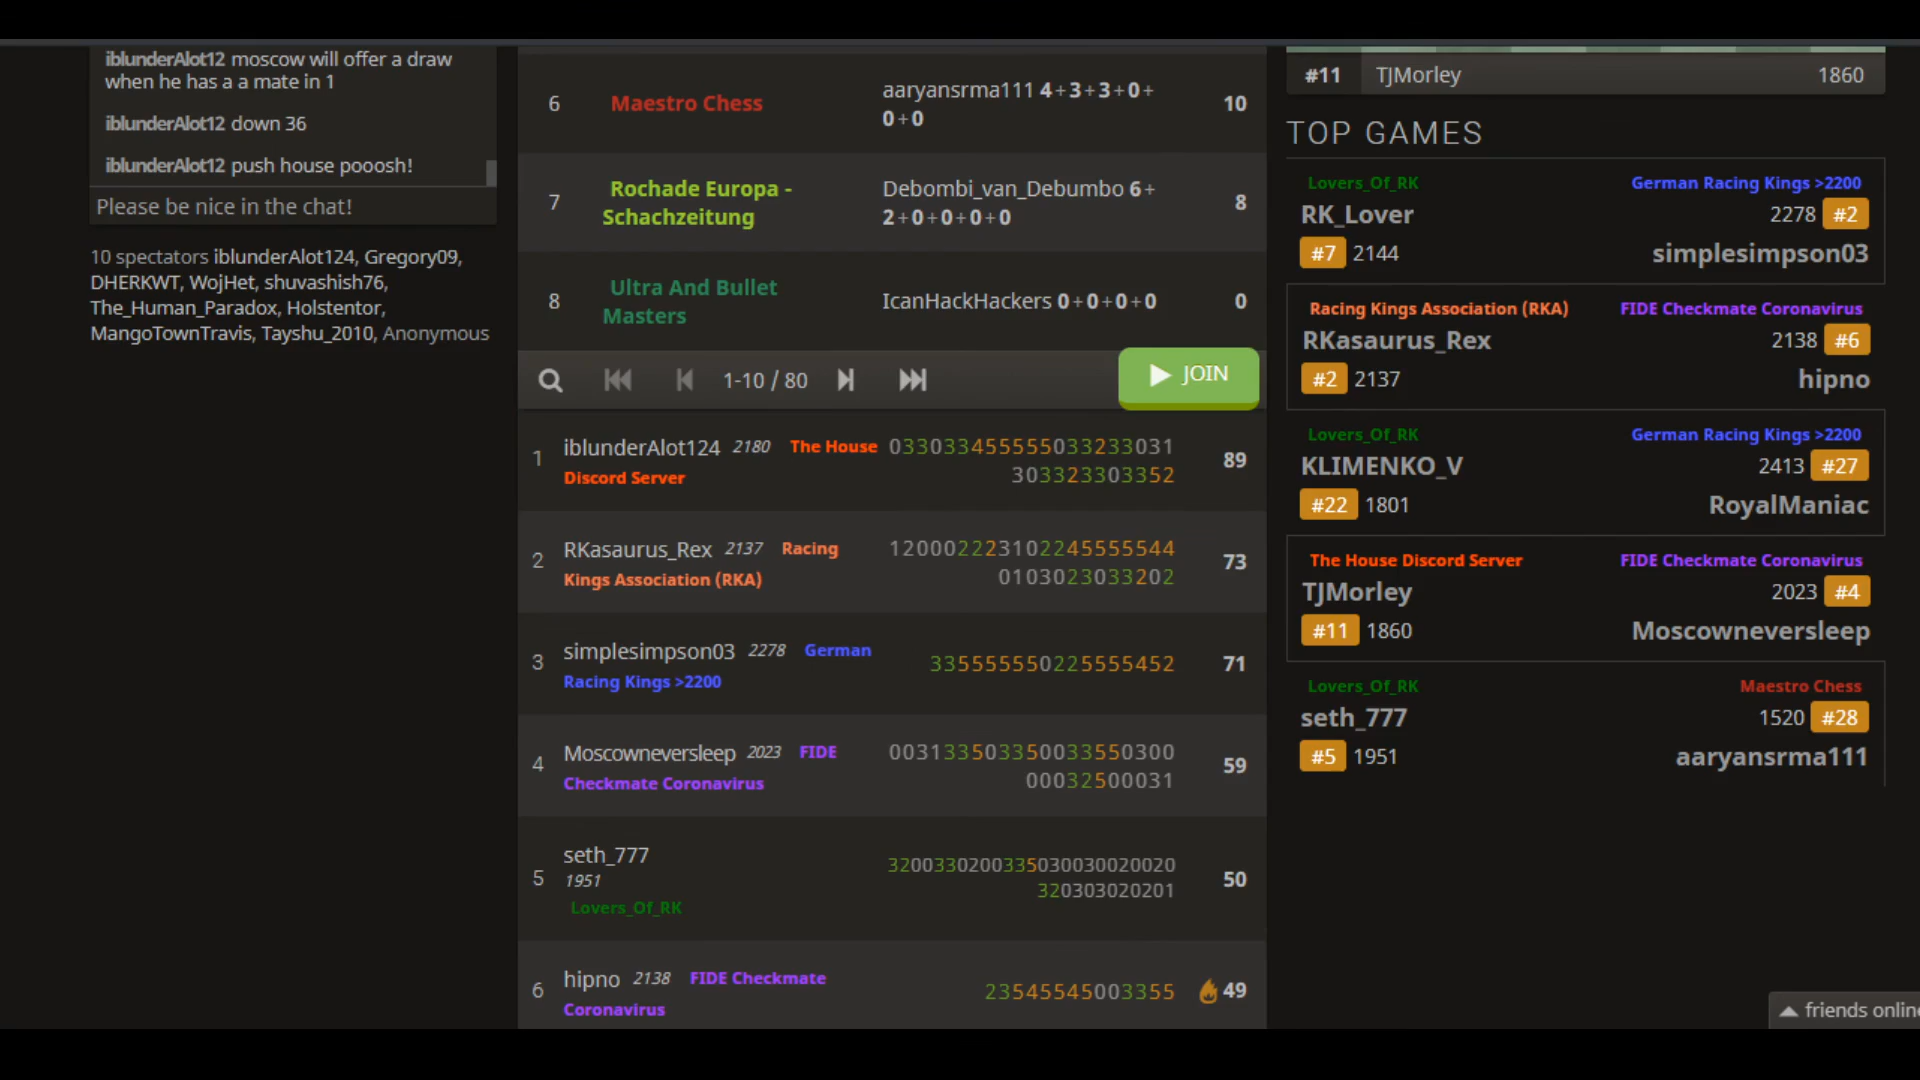 iblunderAlot12 moscow will offer a draw
when he has a a mate in 1
iblunderAlot12 down 36
iblunderAlot12 push house pooosh!
Please be nice in the chat!
10 spectators iblunderAlot124, Gregory09,
DHERKWT, WojHet, shuvashish76,
The_Human_Paradox, Holstentor,
MangoTownTravis, Tayshu_2010, Anonymous
6 Maestro Chess aaryansrma111 4+3+3+0+ 10
0+0
7 Rochade Europa - Debombi_van_Debumbo 6+ 8
Schachzeitung 2+0+0+0+0
8 Ultra And Bullet IcanHackHackers 0+0+0+0 0
Masters
1-10 / 80 JOIN
1 iblunderAlot124 2180 The House 0330334555550332330 31 89
Discord Server 303323303352
2 RKasaurus_Rex 2137 Racing 12000222310224555544 73
Kings Association (RKA) 0103023033202
3 simplesimpson03 2278 German 335555550225555452 71
Racing Kings >2200
4 Moscowneversleep 2023 FIDE 003133503350033550300 59
Checkmate Coronavirus 00032500031
5 seth_777 3200330200335030030020020 50
1951 320303020201
Lovers_Of_RK
6 hipno 2138 FIDE Checkmate 23545545003355 49
Coronavirus
#11 TJMorley 1860
TOP GAMES
Lovers_Of_RK German Racing Kings >2200
RK_Lover 2278 #2
#7 2144 simplesimpson03
Racing Kings Association (RKA) FIDE Checkmate Coronavirus
RKasaurus_Rex 2138 #6
#2 2137 hipno
Lovers_Of_RK German Racing Kings >2200
KLIMENKO_V 2413 #27
#22 1801 RoyalManiac
The House Discord Server FIDE Checkmate Coronavirus
TJMorley 2023 #4
#11 1860 Moscowneversleep
Lovers_Of_RK Maestro Chess
seth_777 1520 #28
#5 1951 aaryansrma111
friends online